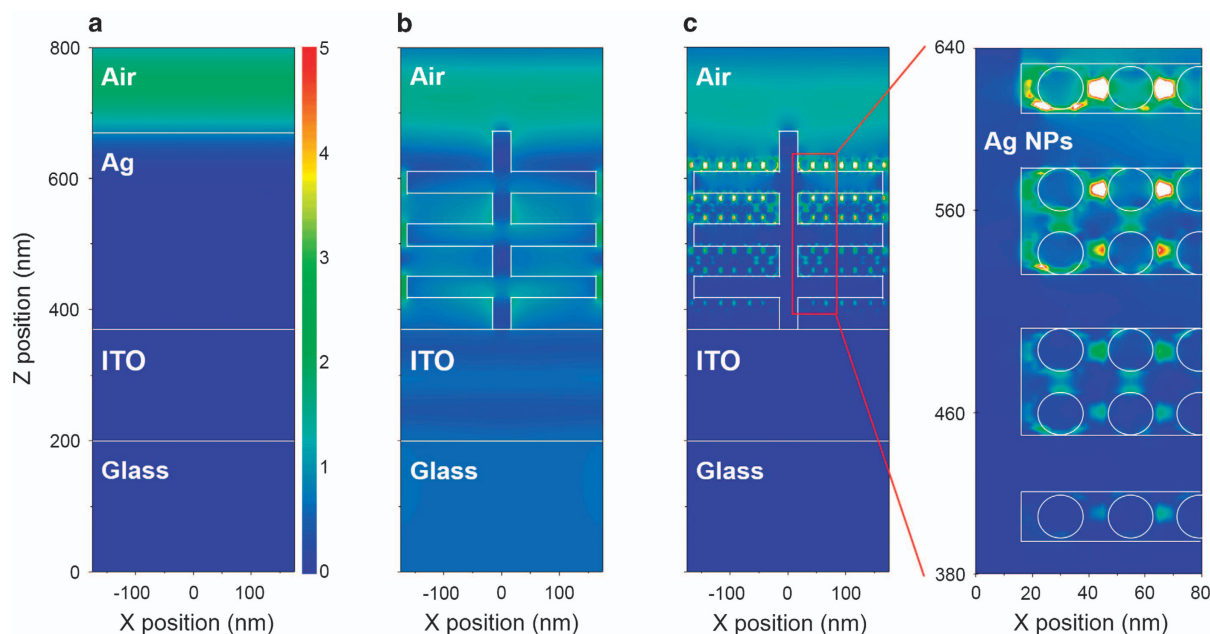 a
b
c
800
600
400
200
0
Z position (nm)
Air
Ag
ITO
Glass
5
4
3
2
1
0
-100 0 100
X position (nm)
Air
ITO
Glass
-100 0 100
X position (nm)
Air
ITO
Glass
-100 0 100
X position (nm)
640
560
460
380
Ag NPs
0 20 40 60 80
X position (nm)